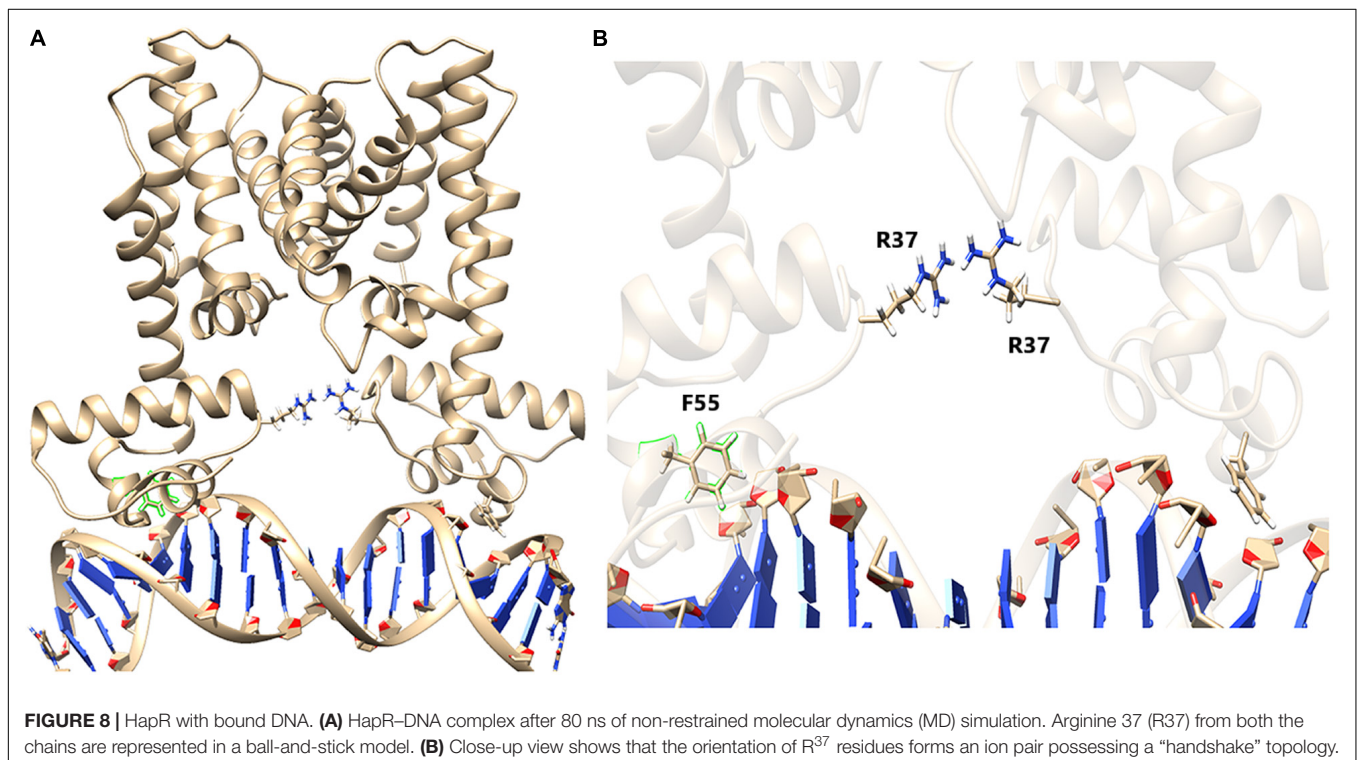 A
B
R37
R37
F55
FIGURE 8 | HapR with bound DNA. (A) HapR–DNA complex after 80 ns of non-restrained molecular dynamics (MD) simulation. Arginine 37 (R37) from both the
chains are represented in a ball-and-stick model. (B) Close-up view shows that the orientation of R³⁷ residues forms an ion pair possessing a “handshake” topology.